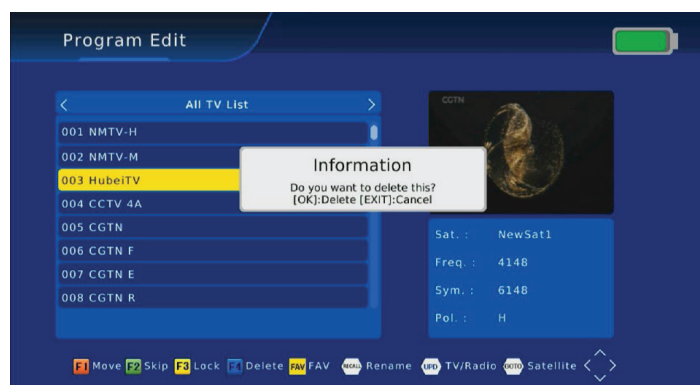 Program Edit
All TV List
001 NMTV-H
002 NMTV-M
003 HubeiTV
004 CCTV 4A
005 CGTN
006 CGTN F
007 CGTN E
008 CGTN R
CGTN
Information
Do you want to delete this?
[OK]:Delete [EXIT]:Cancel
Sat. : NewSat1
Freq. : 4148
Sym. : 6148
Pol. : H
F1 Move F2 Skip F3 Lock F4 Delete FAV FAV RECALL Rename UPD TV/Radio GOTO Satellite